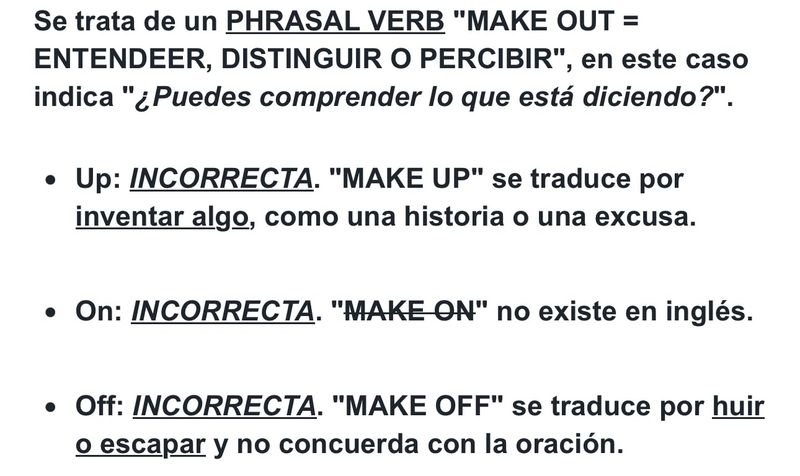 Se trata de un PHRASAL VERB "MAKE OUT =
ENTENDEER, DISTINGUIR O PERCIBIR", en este caso
indica "¿Puedes comprender lo que está diciendo?".
• Up: INCORRECTA. "MAKE UP" se traduce por
inventar algo, como una historia o una excusa.
• On: INCORRECTA. "MAKE ON" no existe en inglés.
• Off: INCORRECTA. "MAKE OFF" se traduce por huir
o escapar y no concuerda con la oración.